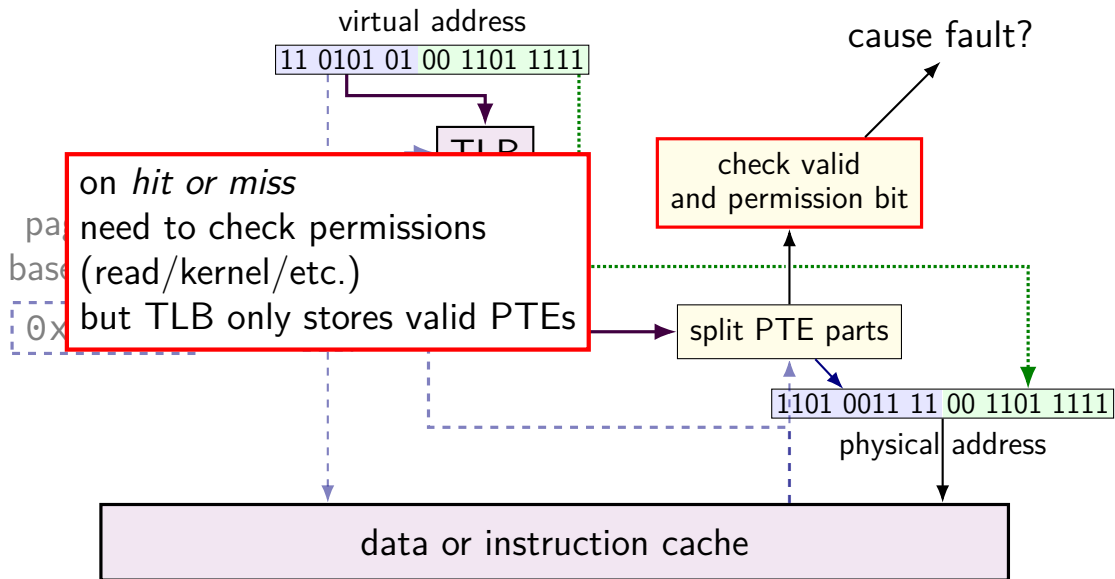 virtual address
11 0101 01 00 1101 1111
cause fault?
TLB
check valid
and permission bit
on hit or miss
need to check permissions
(read/kernel/etc.)
but TLB only stores valid PTEs
split PTE parts
1101 0011 11 00 1101 1111
physical address
data or instruction cache